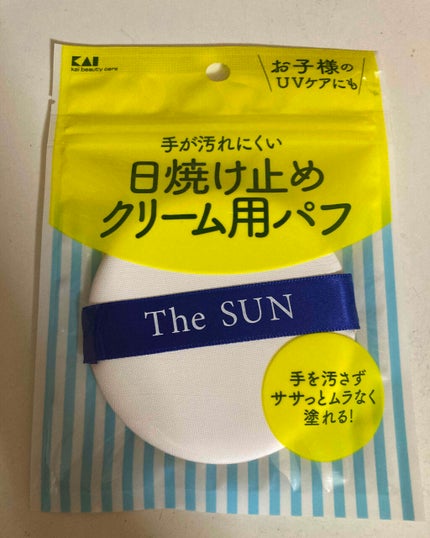 KAI
kai beauty care
お子様の
UVケアにも
手が汚れにくい
日焼け止め
クリーム用パフ
The SUN
手を汚さず
ササっとムラなく
塗れる!